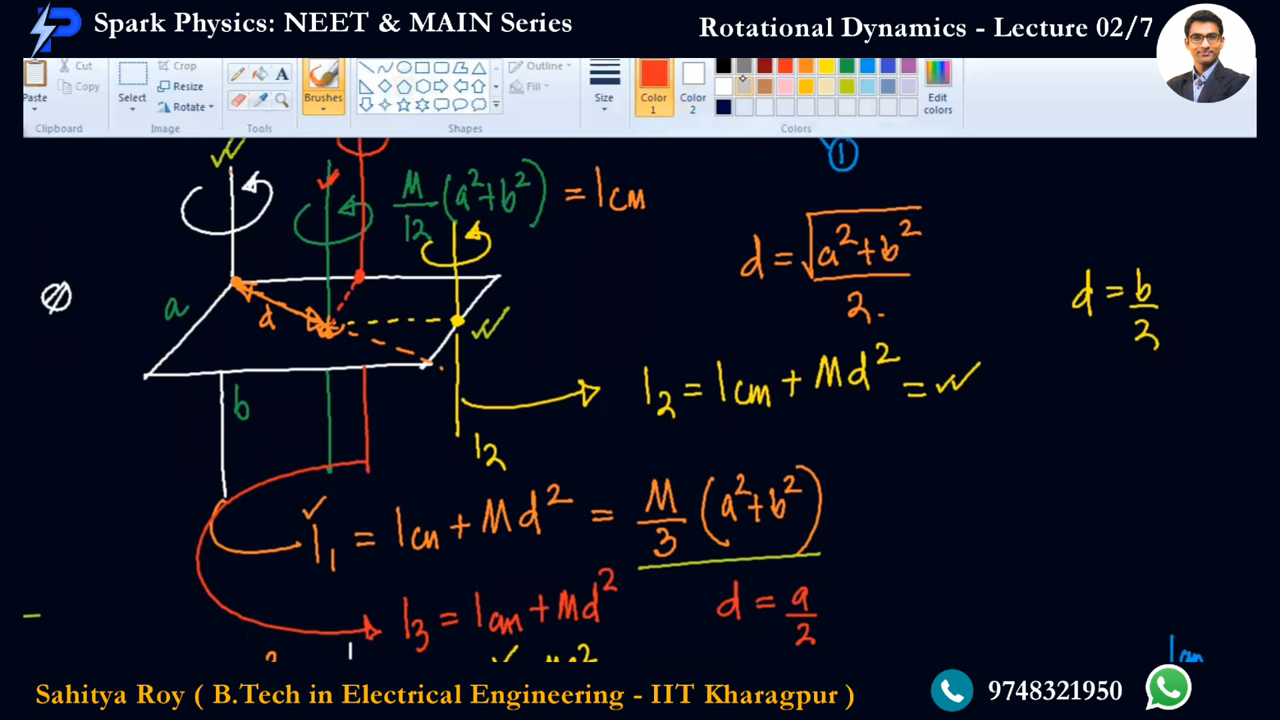 Spark Physics: NEET & MAIN Series
Rotational Dynamics - Lecture 02/7
Cut
Copy
Paste
Clipboard
Select
Crop
Resize
Rotate
Image
A
Tools
Brushes
Outline
Fill
Shapes
Size
Color 1
Color 2
Edit colors
Colors
1
M/12 (a²+b²) = Icm
d = √(a²+b²)/2
d = b/2
a
d
b
I2 = Icm + Md² =
I2
I1 = Icm + Md² = M/3 (a²+b²)
I3 = Icm + Md²
d = a/2
Icm
Sahitya Roy ( B.Tech in Electrical Engineering - IIT Kharagpur )
9748321950